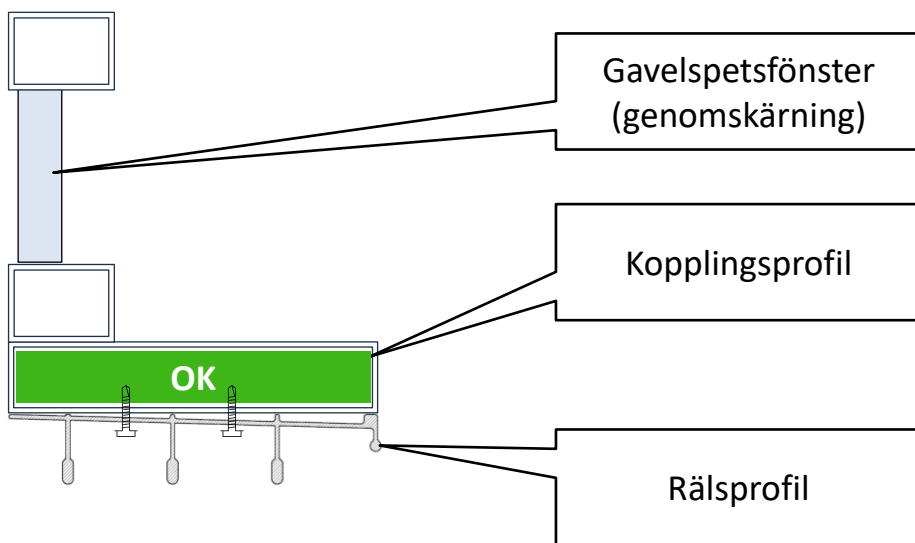 Gavelspetsfönster
(genomskärning)
Kopplingsprofil
OK
Rälsprofil